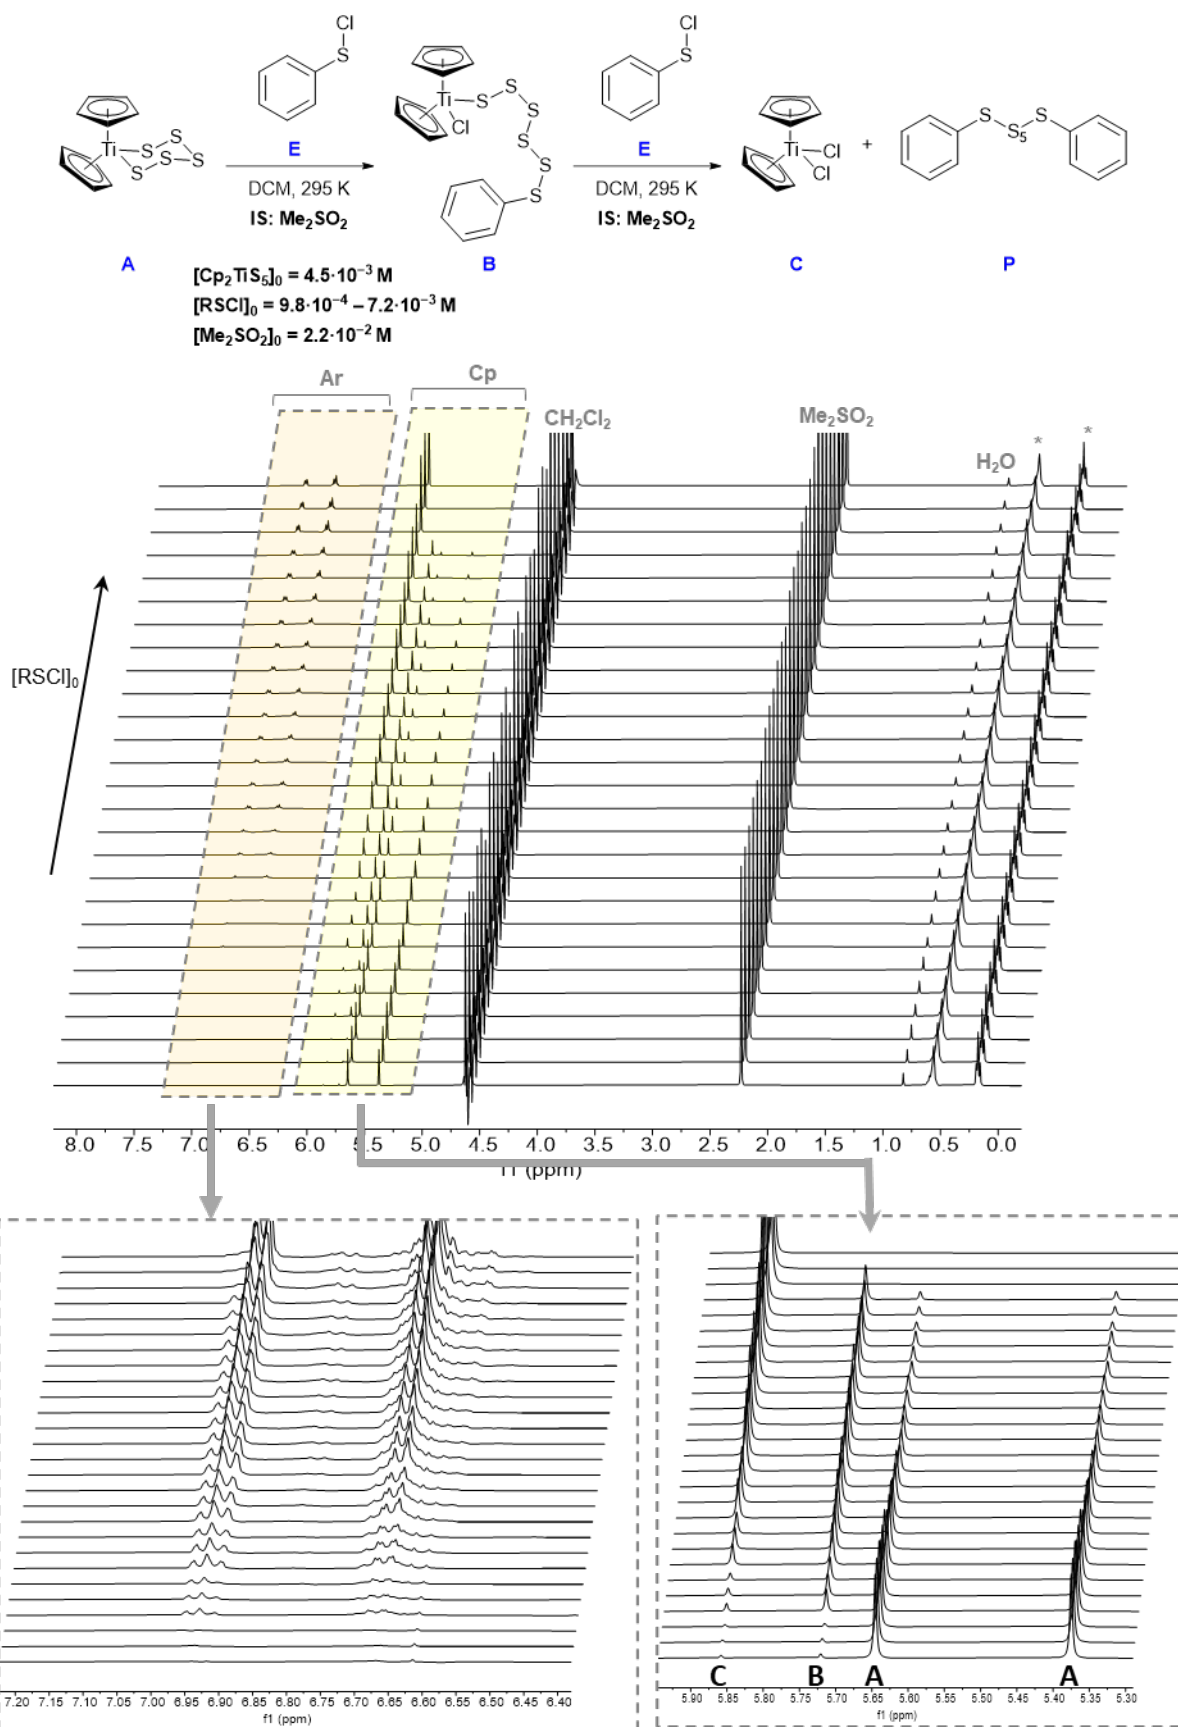 Cl
Cl
S
S
Ti
S
S
S
S
S
Ti
S
S
S
S
S
S
Cl
Ti
Cl
Cl
+
S
S5
S
E
E
DCM, 295 K
DCM, 295 K
IS: Me2SO2
IS: Me2SO2
A
B
C
P
[Cp2TiS5]0 = 4.5·10−3 M
[RSCl]0 = 9.8·10−4 – 7.2·10−3 M
[Me2SO2]0 = 2.2·10−2 M
Ar
Cp
CH2Cl2
Me2SO2
H2O
*
*
[RSCl]0
8.0 7.5 7.0 6.5 6.0 5.5 5.0 4.5 4.0 3.5 3.0 2.5 2.0 1.5 1.0 0.5 0.0
f1 (ppm)
7.20 7.15 7.10 7.05 7.00 6.95 6.90 6.85 6.80 6.75 6.70 6.65 6.60 6.55 6.50 6.45 6.40
f1 (ppm)
C B A A
5.90 5.85 5.80 5.75 5.70 5.65 5.60 5.55 5.50 5.45 5.40 5.35 5.30
f1 (ppm)